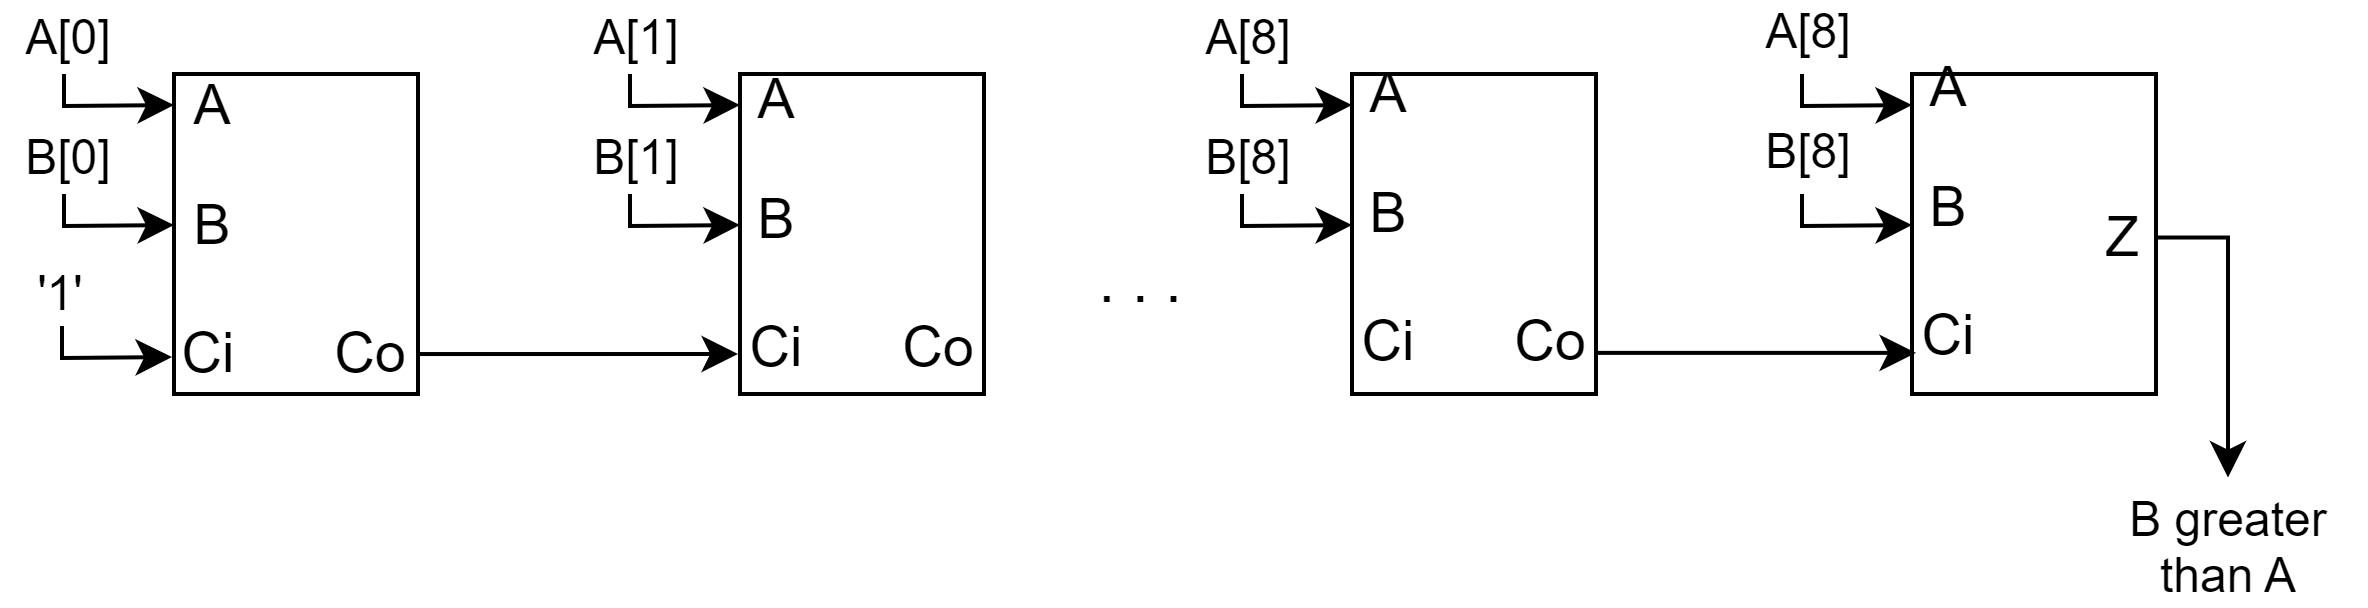 A[0]
A
B[0]
B
'1'
Ci
Co
A[1]
A
B[1]
B
Ci
Co
. . .
A[8]
A
B[8]
B
Ci
Co
A[8]
A
B[8]
B
Z
Ci
B greater
than A